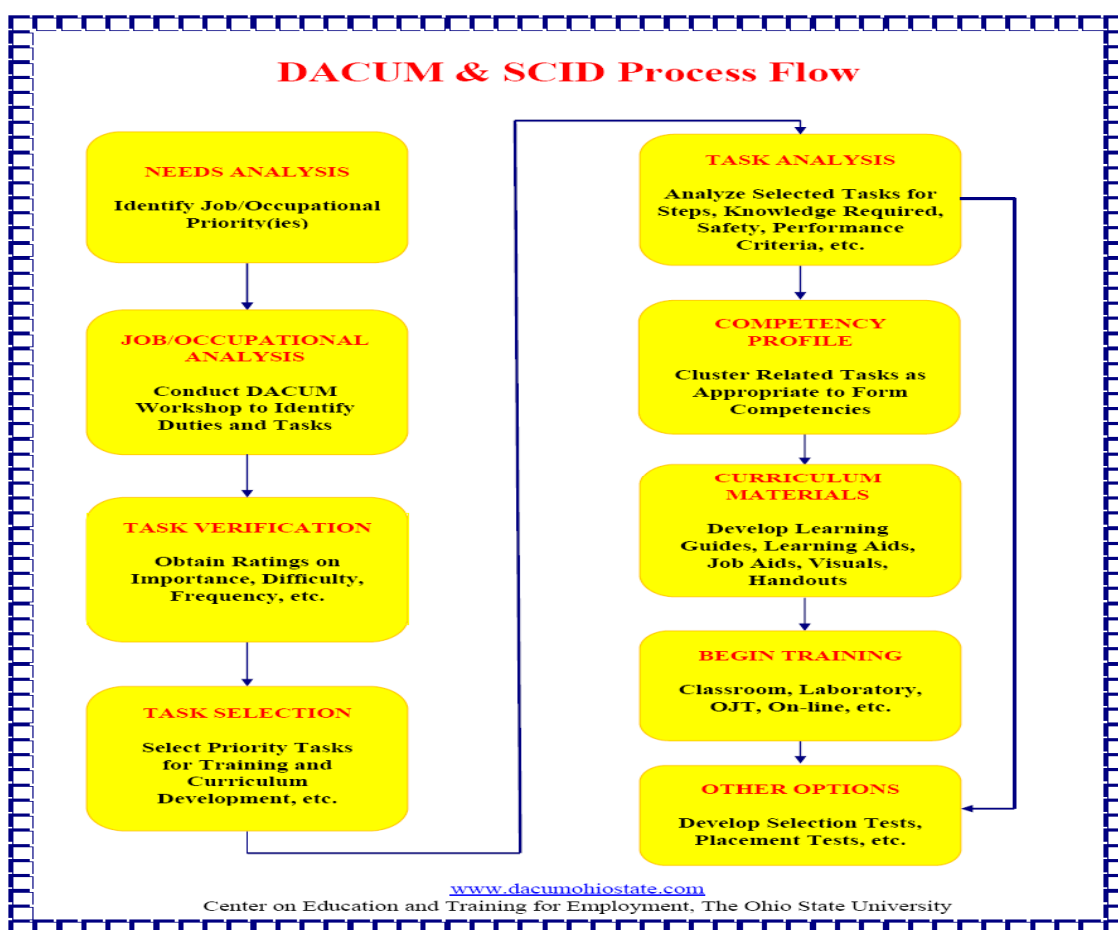 DACUM & SCID Process Flow
NEEDS ANALYSIS
Identify Job/Occupational
Priority(ies)
JOB/OCCUPATIONAL
ANALYSIS
Conduct DACUM
Workshop to Identify
Duties and Tasks
TASK VERIFICATION
Obtain Ratings on
Importance, Difficulty,
Frequency, etc.
TASK SELECTION
Select Priority Tasks
for Training and
Curriculum
Development, etc.
TASK ANALYSIS
Analyze Selected Tasks for
Steps, Knowledge Required,
Safety, Performance
Criteria, etc.
COMPETENCY
PROFILE
Cluster Related Tasks as
Appropriate to Form
Competencies
CURRICULUM
MATERIALS
Develop Learning
Guides, Learning Aids,
Job Aids, Visuals,
Handouts
BEGIN TRAINING
Classroom, Laboratory,
OJT, On-line, etc.
OTHER OPTIONS
Develop Selection Tests,
Placement Tests, etc.
www.dacumohiostate.com
Center on Education and Training for Employment, The Ohio State University